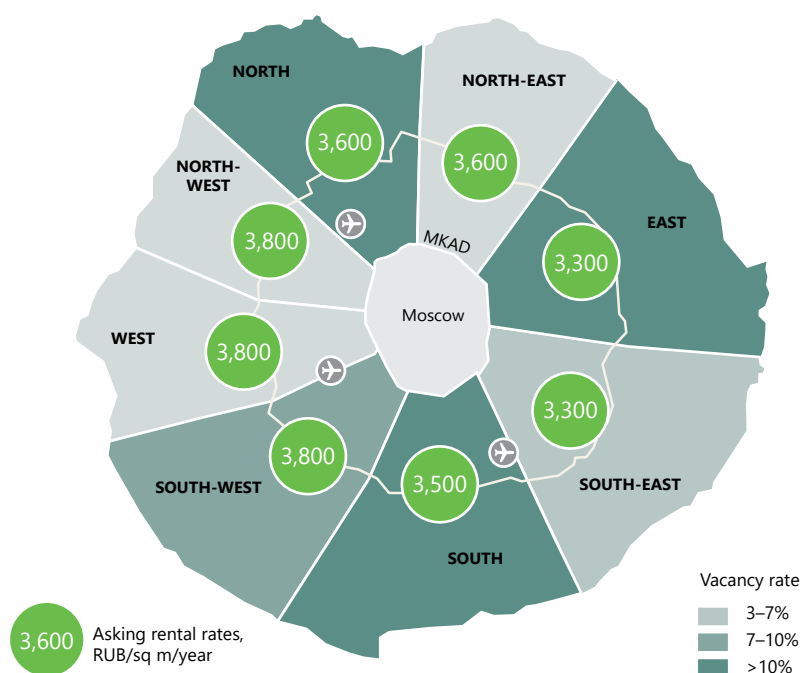 NORTH
NORTH-EAST
3,600
3,600
NORTH-
WEST
EAST
3,800
MKAD
3,300
Moscow
WEST
3,800
3,300
3,800
SOUTH-WEST
3,500
SOUTH-EAST
SOUTH
Vacancy rate
3–7%
7–10%
>10%
3,600
Asking rental rates,
RUB/sq m/year